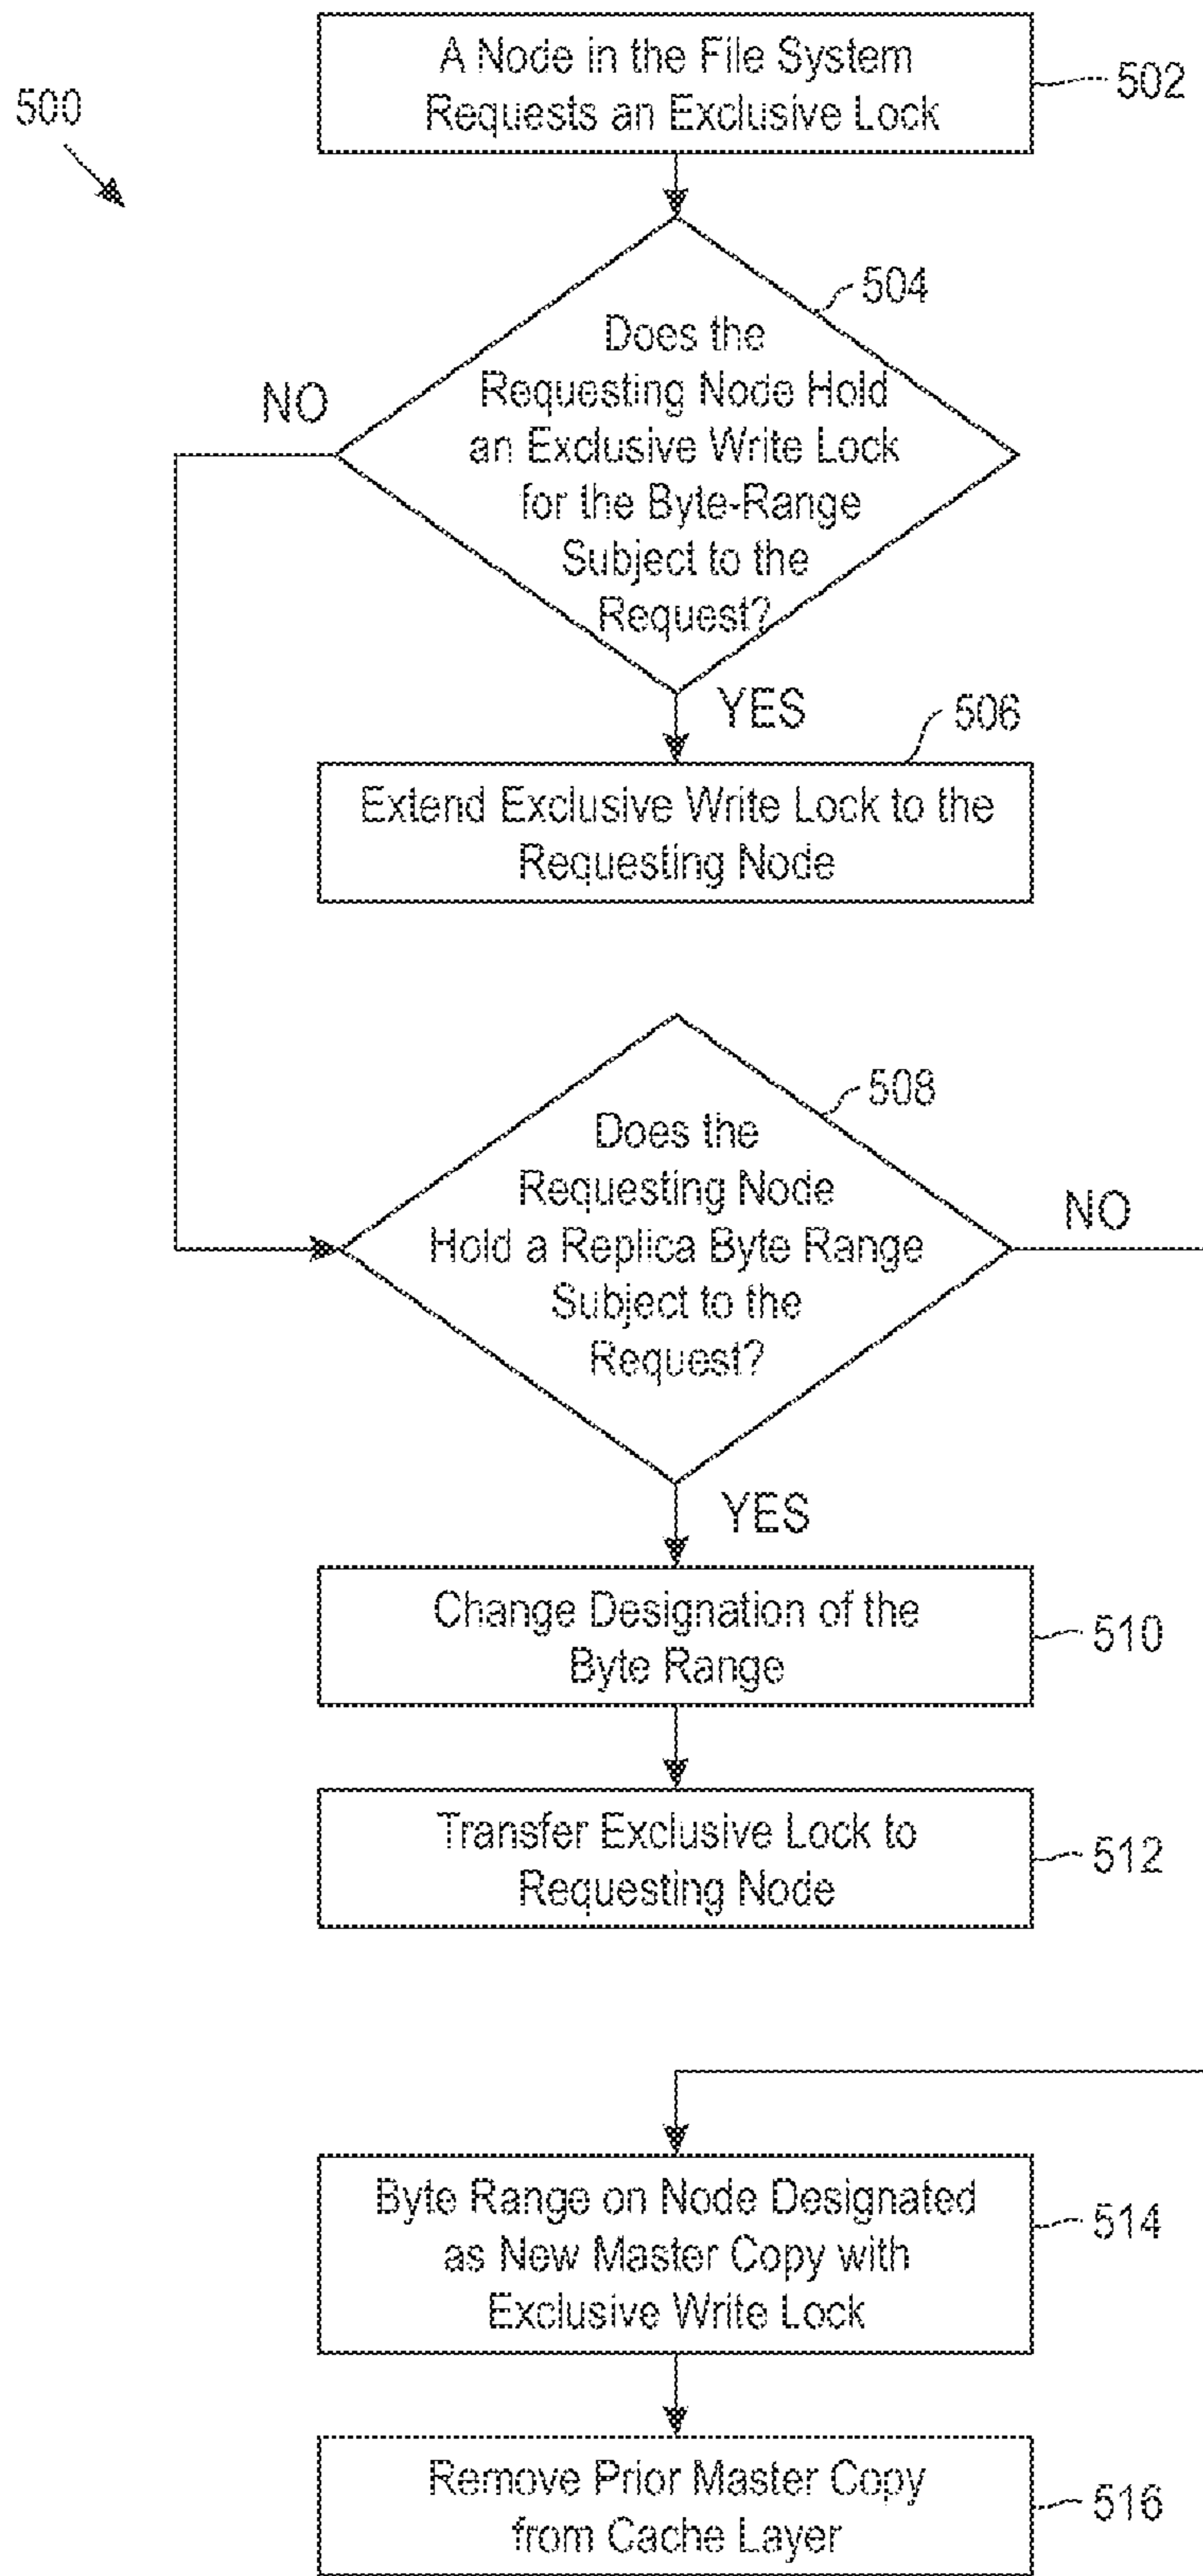 500
A Node in the File System
Requests an Exclusive Lock
502
504
Does the
Requesting Node Hold
an Exclusive Write Lock
for the Byte-Range
Subject to the
Request?
NO
YES
506
Extend Exclusive Write Lock to the
Requesting Node
508
Does the
Requesting Node
Hold a Replica Byte Range
Subject to the
Request?
NO
YES
Change Designation of the
Byte Range
510
Transfer Exclusive Lock to
Requesting Node
512
Byte Range on Node Designated
as New Master Copy with
Exclusive Write Lock
514
Remove Prior Master Copy
from Cache Layer
516